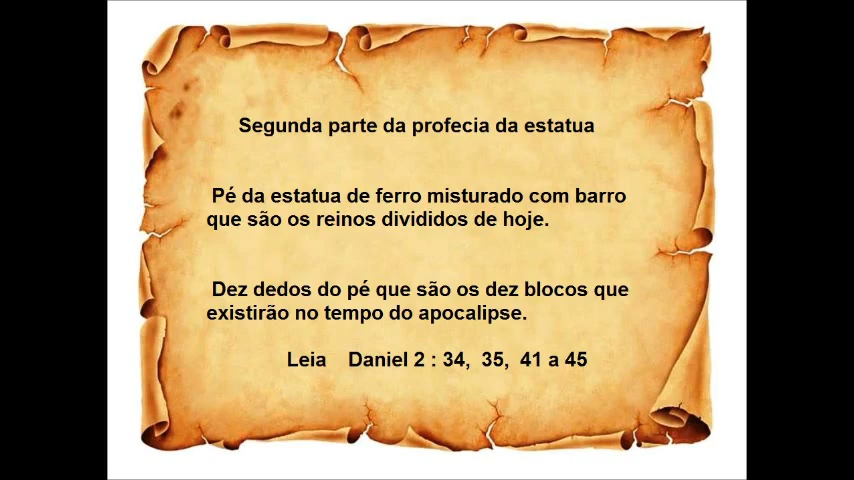 Segunda parte da profecia da estatua
Pé da estatua de ferro misturado com barro
que são os reinos divididos de hoje.
Dez dedos do pé que são os dez blocos que
existirão no tempo do apocalipse.
Leia Daniel 2 : 34, 35, 41 a 45